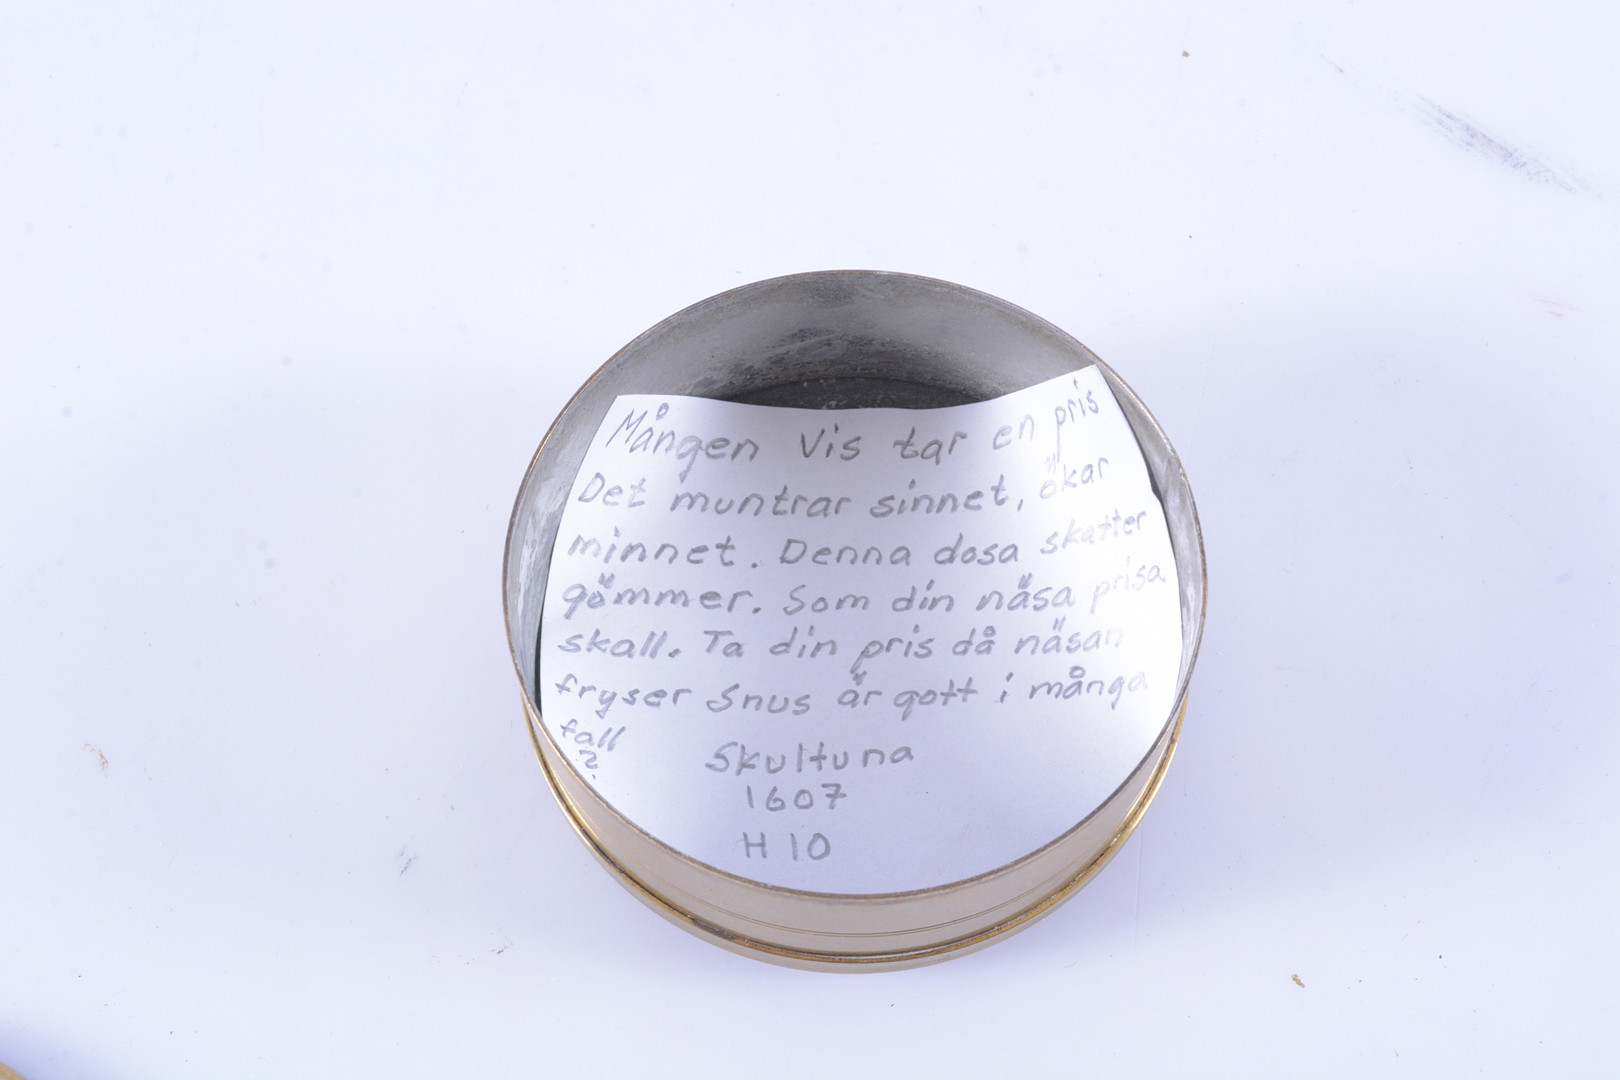 Mången Vis tar en pris
Det muntrar sinnet, ökar
minnet. Denna dosa skatter
gömmer. Som din näsa prisa
skall. Ta din pris då näsan
fryser Snus är gott i många
fall
?
Skultuna
1607
H 10